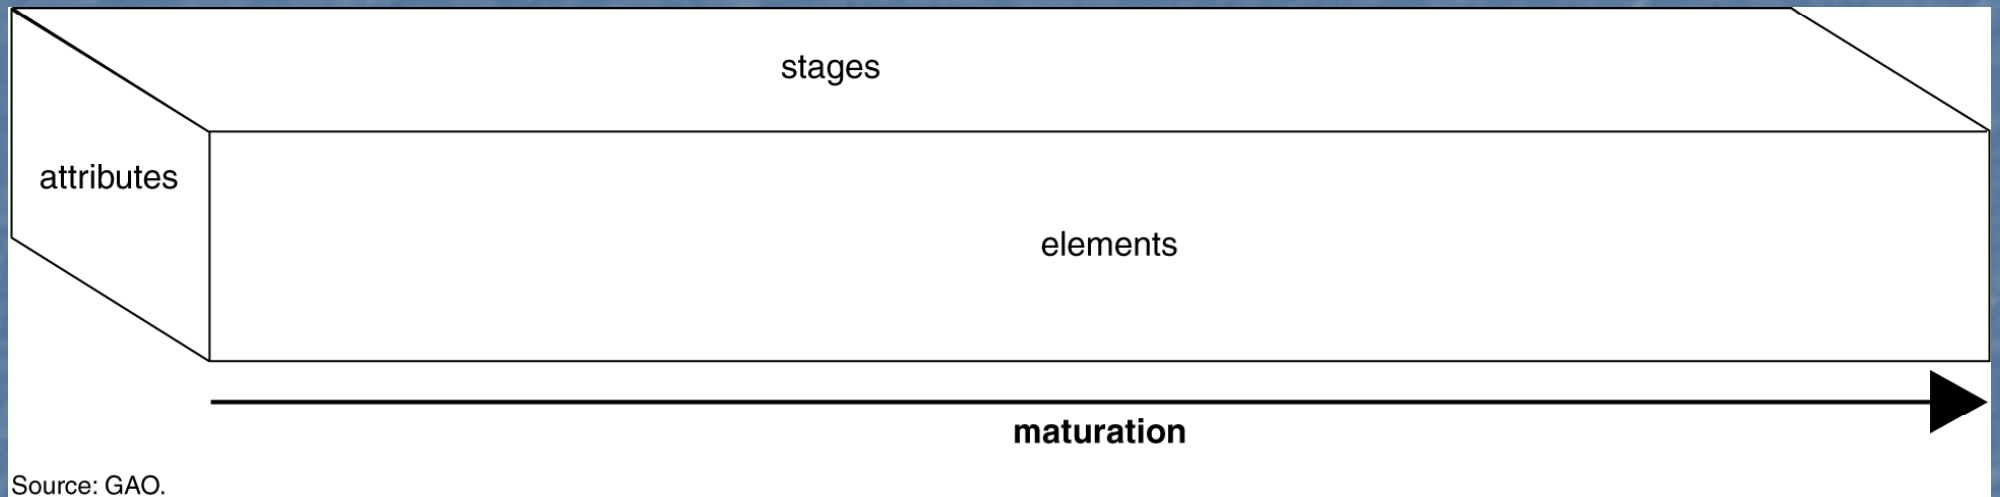 stages
attributes
elements
maturation
Source: GAO.